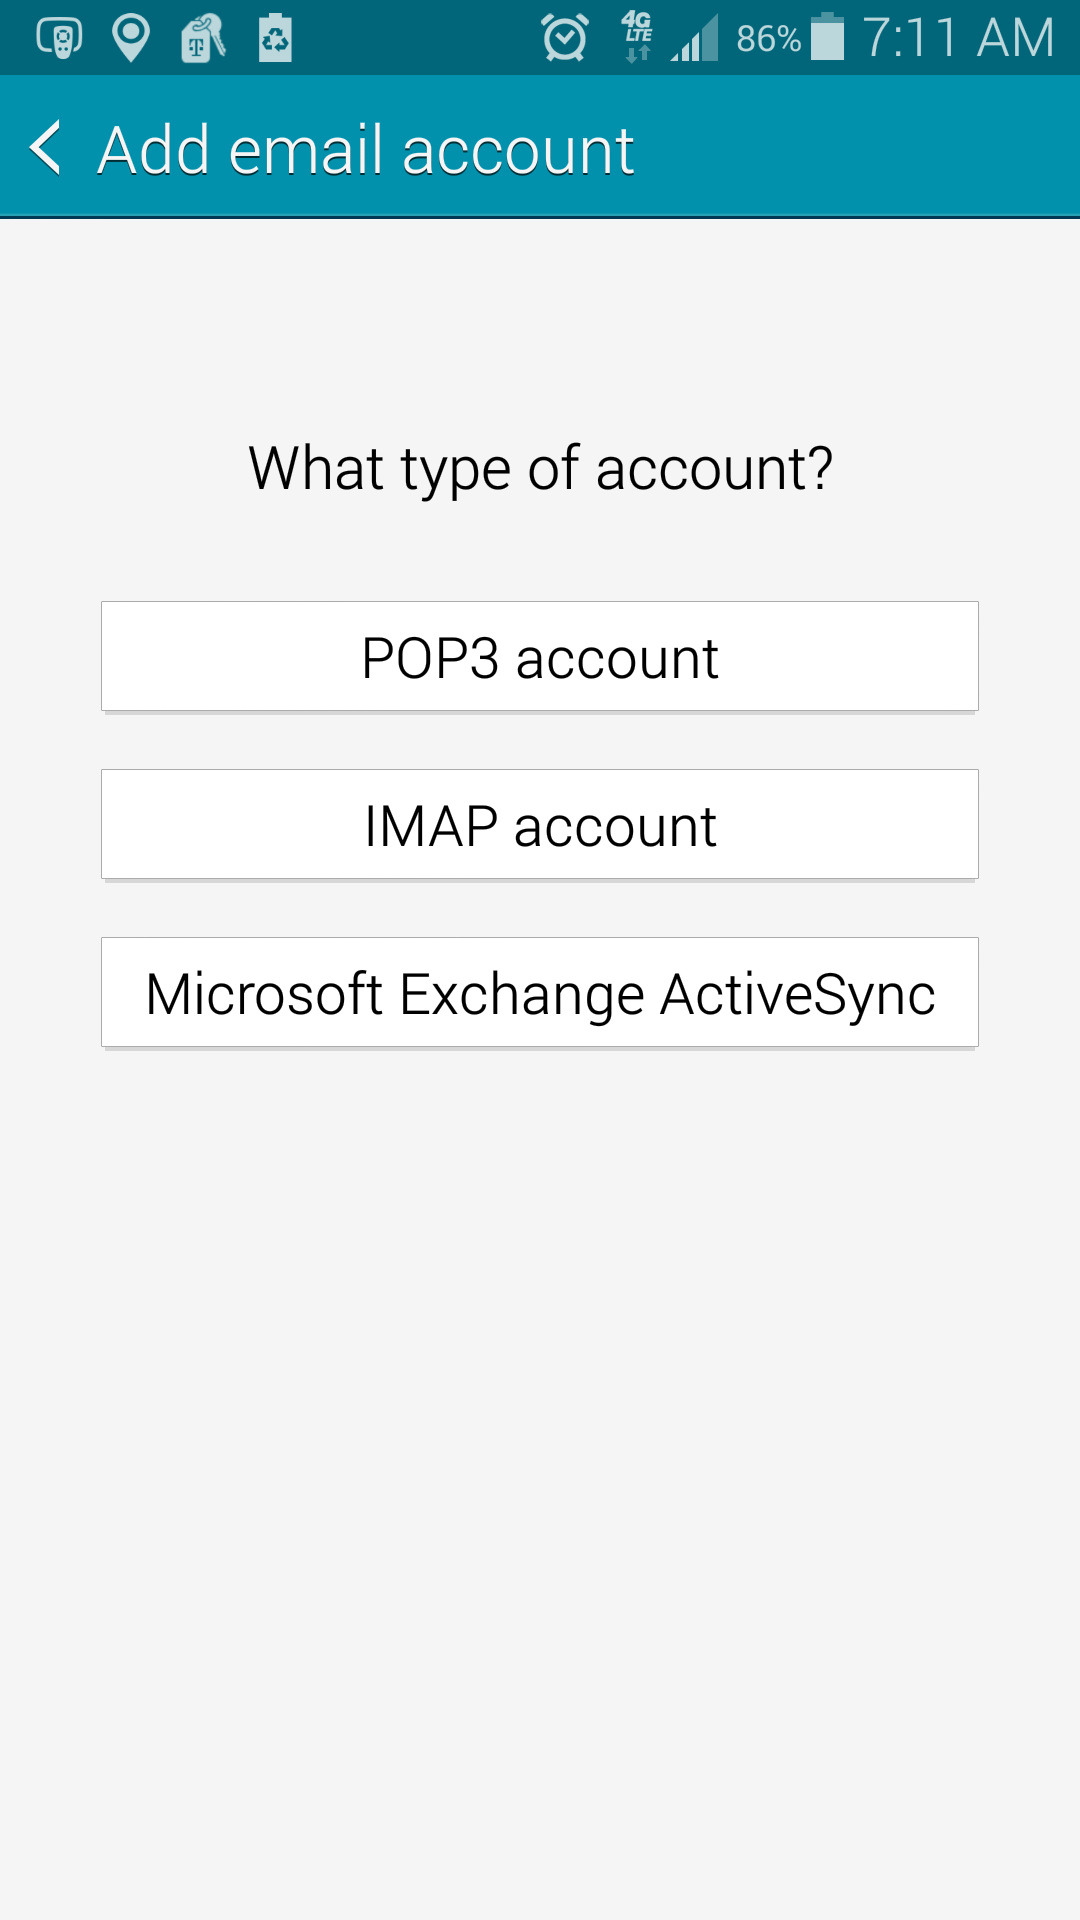 4G LTE 86% 7:11 AM
Add email account
What type of account?
POP3 account
IMAP account
Microsoft Exchange ActiveSync